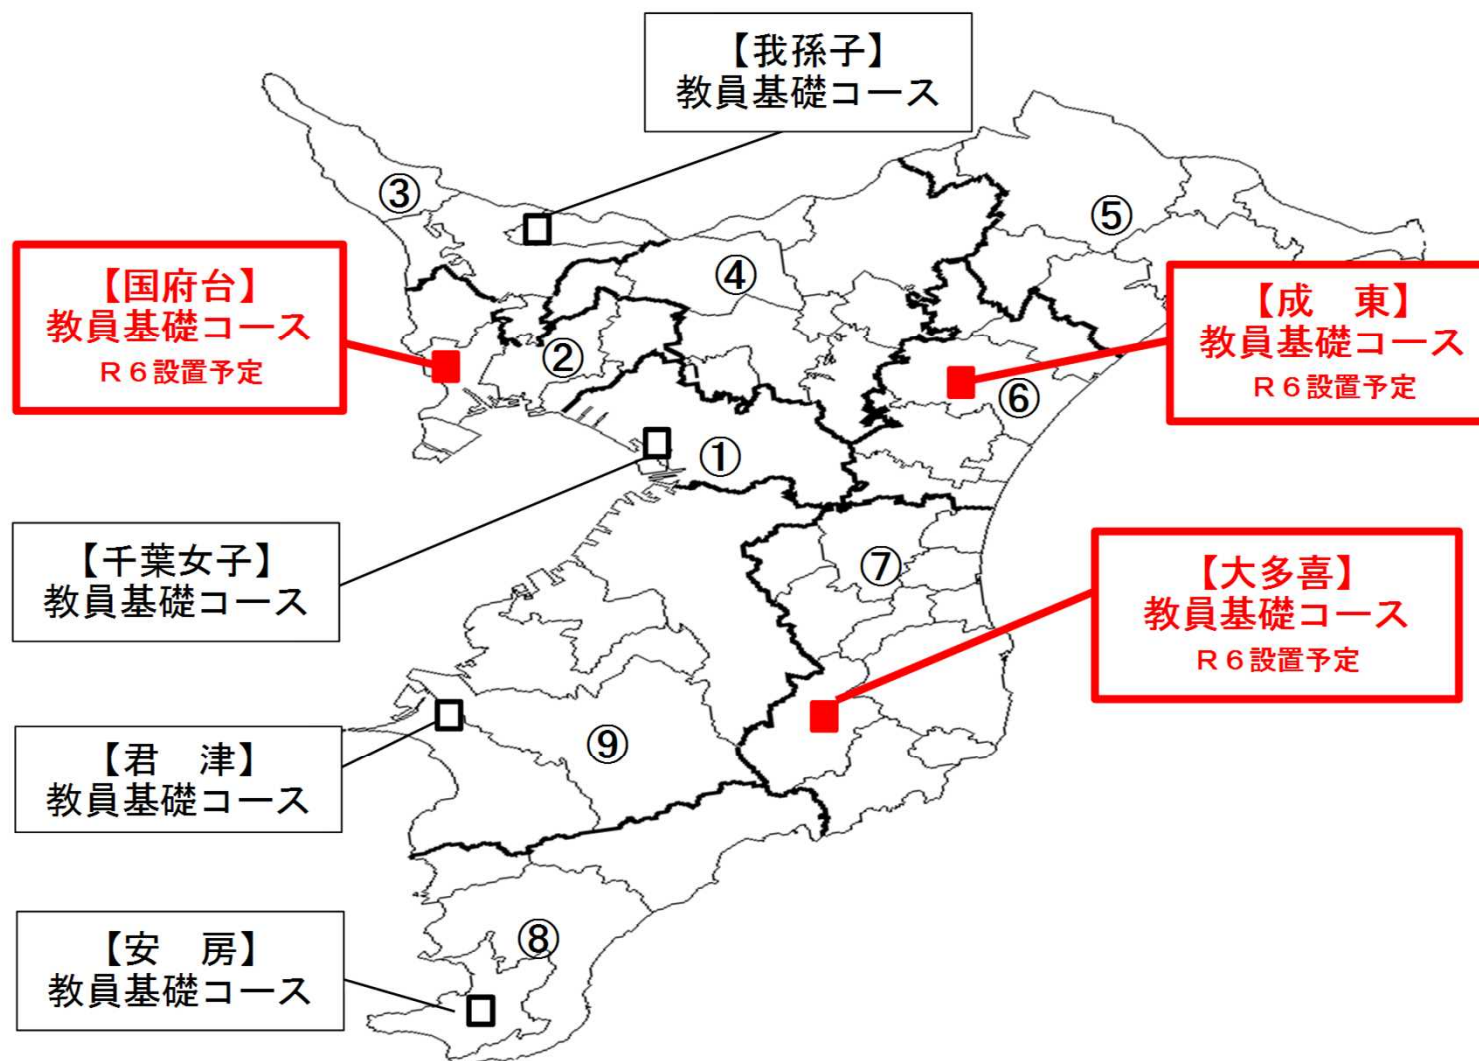 【我孫子】
教員基礎コース
③
⑤
【国府台】
教員基礎コース
R6設置予定
④
②
【成　東】
教員基礎コース
R6設置予定
⑥
①
【千葉女子】
教員基礎コース
⑦
【大多喜】
教員基礎コース
R6設置予定
【君　津】
教員基礎コース
⑨
【安　房】
教員基礎コース
⑧